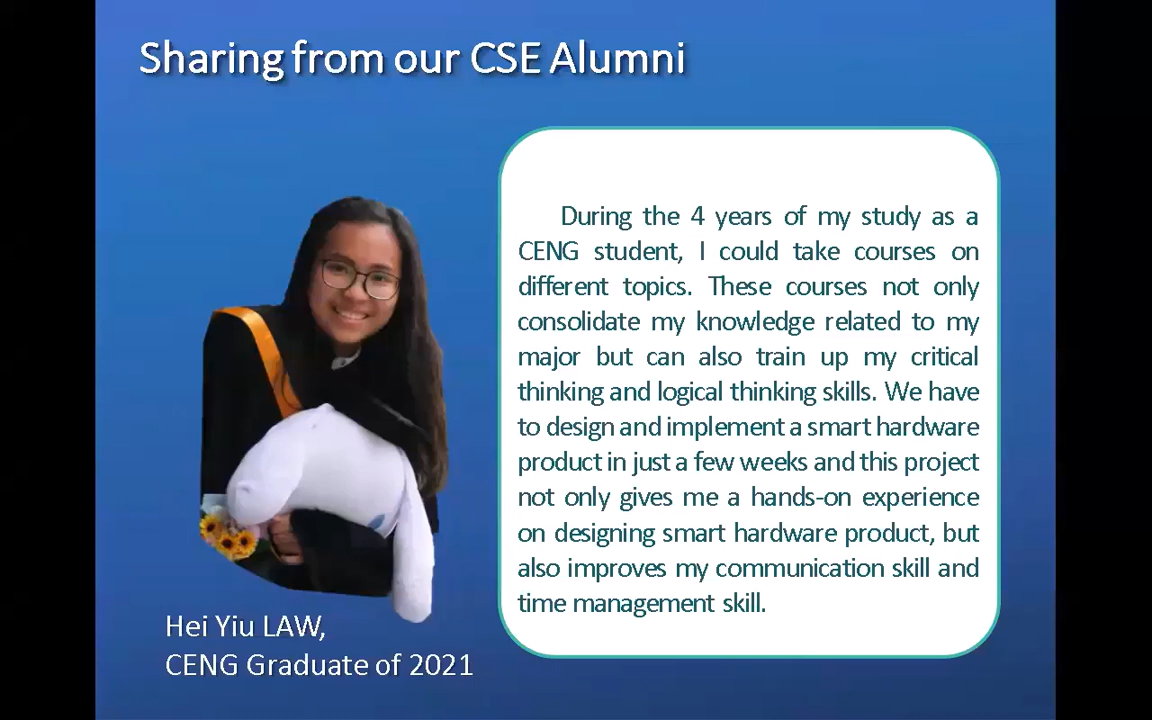 Sharing from our CSE Alumni
During the 4 years of my study as a
CENG student, I could take courses on
different topics. These courses not only
consolidate my knowledge related to my
major but can also train up my critical
thinking and logical thinking skills. We have
to design and implement a smart hardware
product in just a few weeks and this project
not only gives me a hands-on experience
on designing smart hardware product, but
also improves my communication skill and
time management skill.
Hei Yiu LAW,
CENG Graduate of 2021